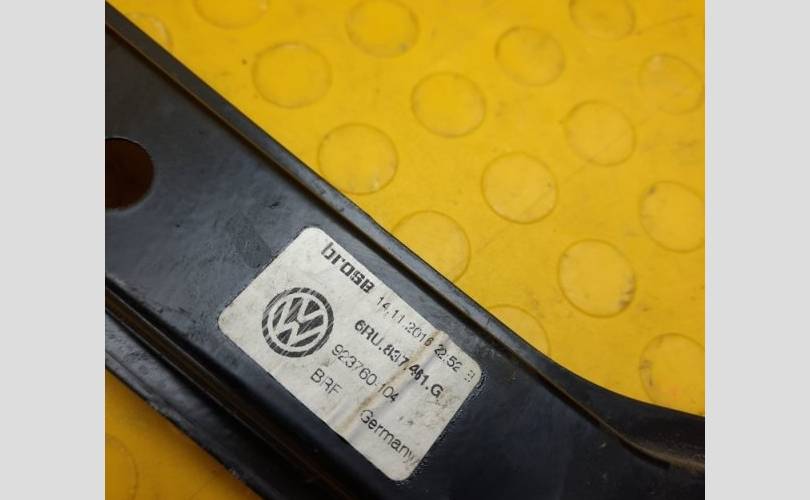 brose
14.11.2016 22:52
6RU.837.461.G
923760-104
BRF Germany